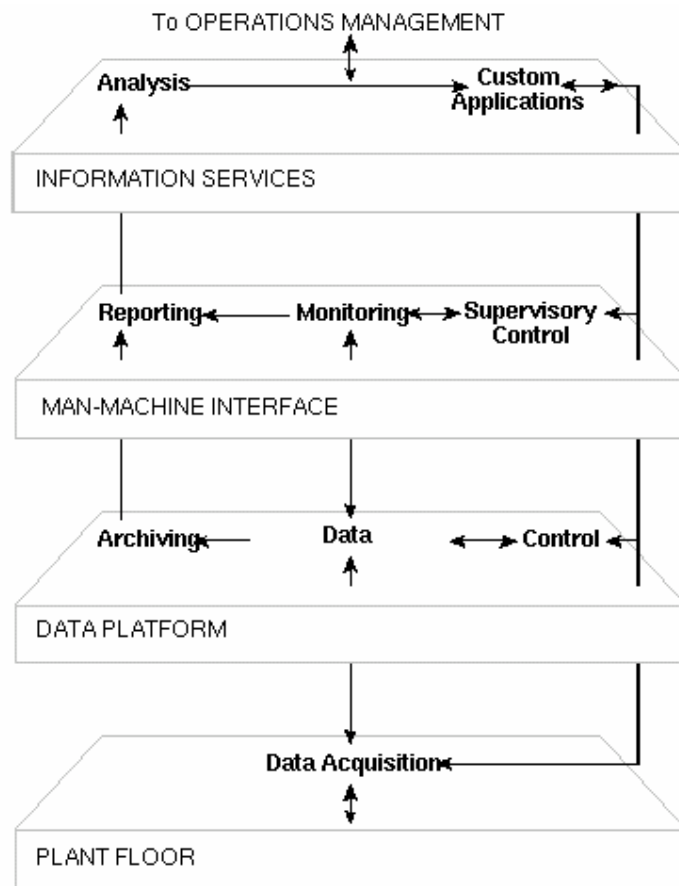 To OPERATIONS MANAGEMENT
Analysis
Custom
Applications
INFORMATION SERVICES
Reporting
Monitoring
Supervisory
Control
MAN-MACHINE INTERFACE
Archiving
Data
Control
DATA PLATFORM
Data Acquisition
PLANT FLOOR